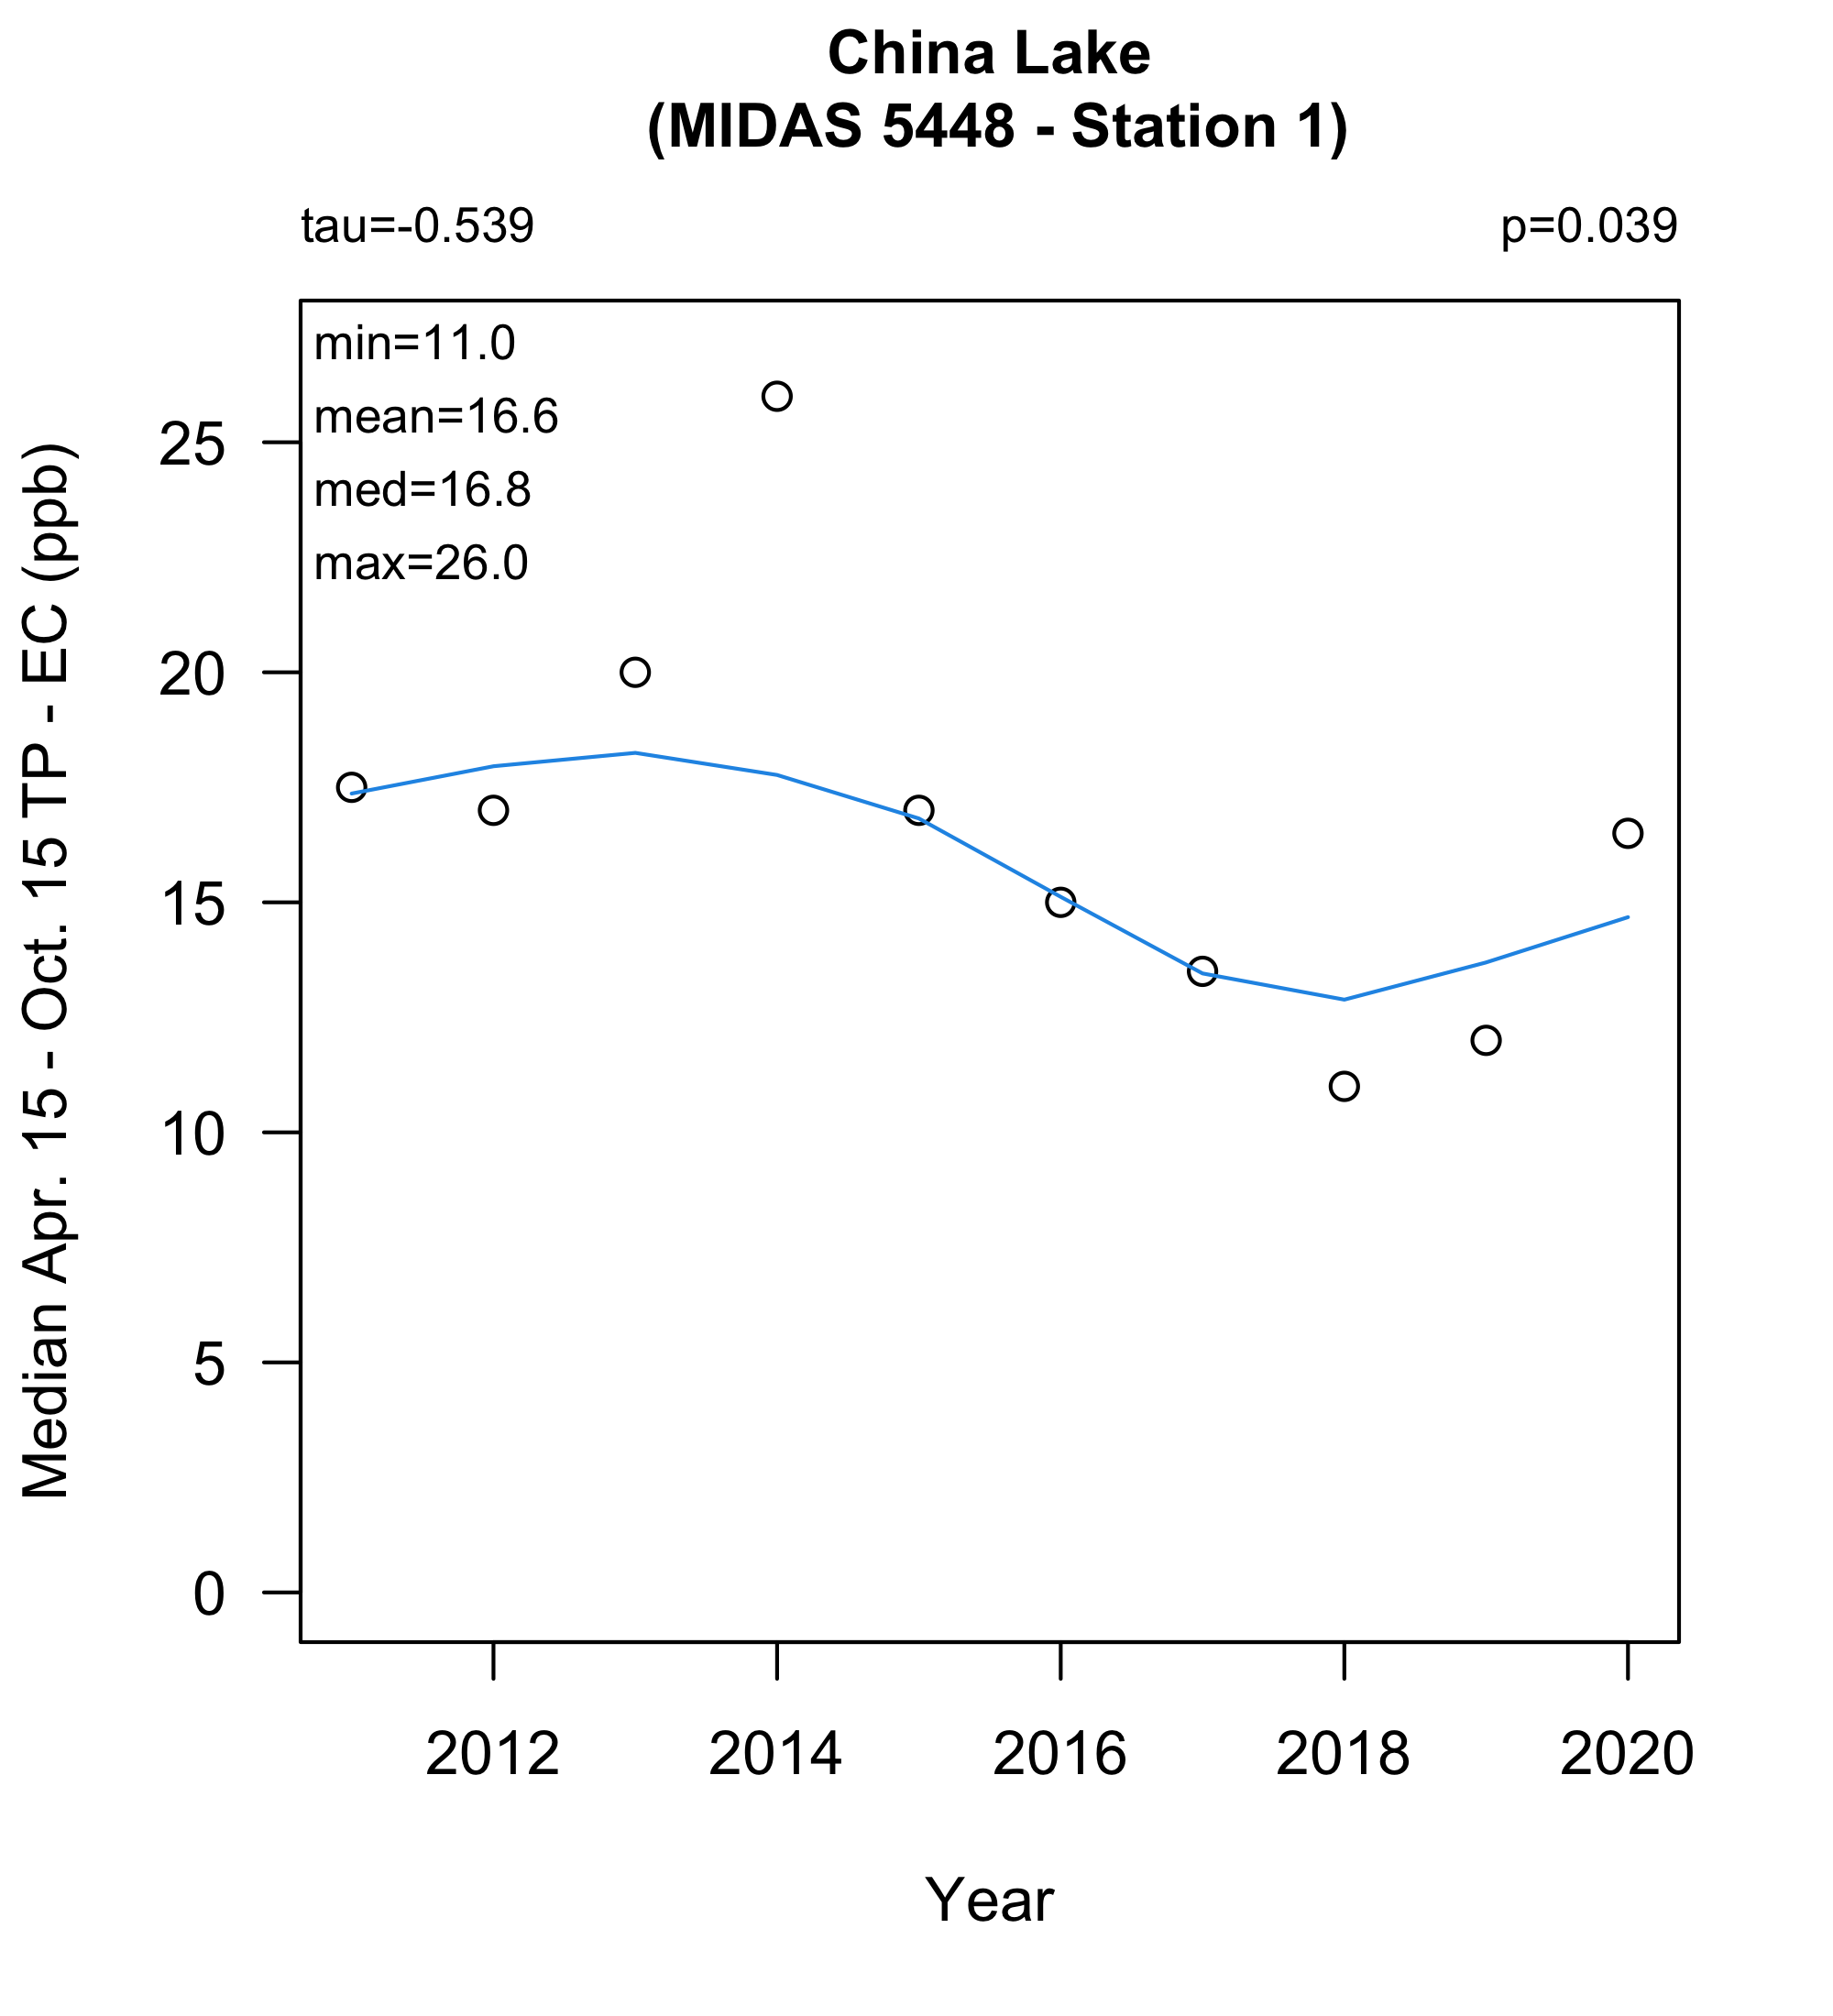 China Lake
(MIDAS 5448 - Station 1)
tau=-0.539
p=0.039
min=11.0
mean=16.6
med=16.8
max=26.0
Median Apr. 15 - Oct. 15 TP - EC (ppb)
25
20
15
10
5
0
2012
2014
2016
2018
2020
Year